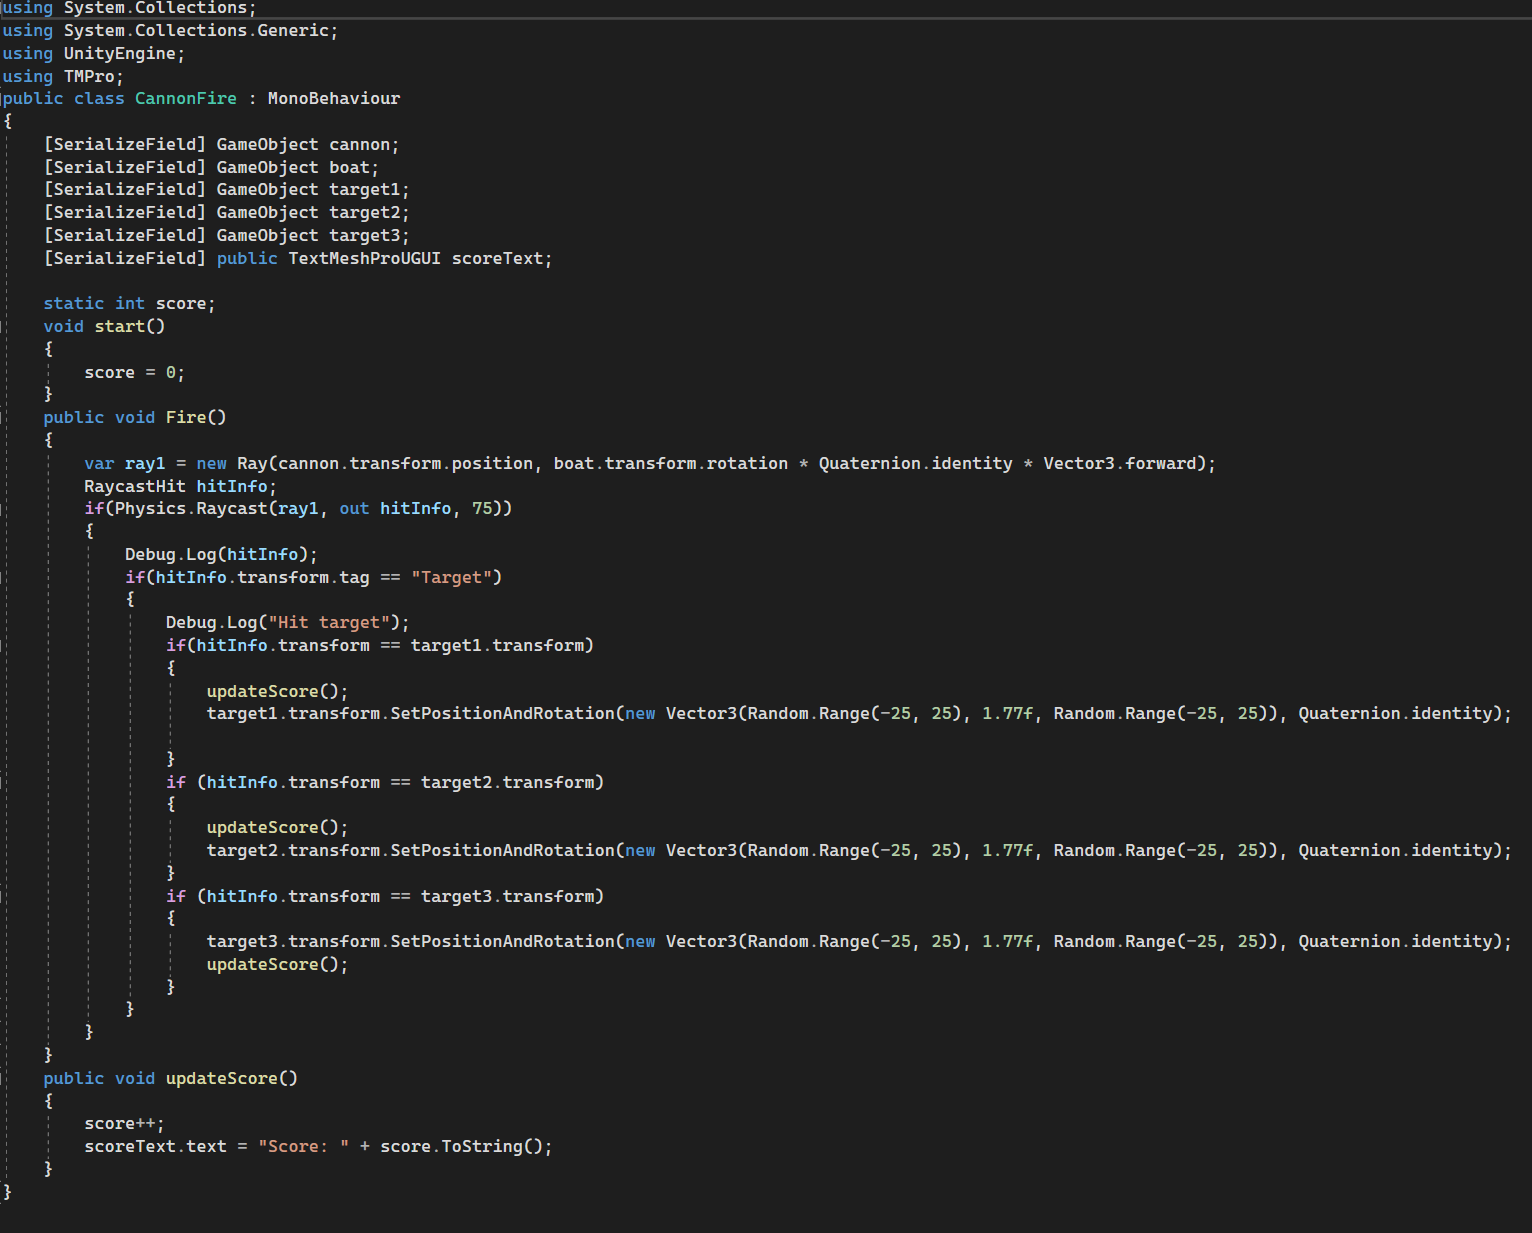 using System.Collections;
using System.Collections.Generic;
using UnityEngine;
using TMPro;
public class CannonFire : MonoBehaviour
{
    [SerializeField] GameObject cannon;
    [SerializeField] GameObject boat;
    [SerializeField] GameObject target1;
    [SerializeField] GameObject target2;
    [SerializeField] GameObject target3;
    [SerializeField] public TextMeshProUGUI scoreText;

    static int score;
    void start()
    {
        score = 0;
    }
    public void Fire()
    {
        var ray1 = new Ray(cannon.transform.position, boat.transform.rotation * Quaternion.identity * Vector3.forward);
        RaycastHit hitInfo;
        if(Physics.Raycast(ray1, out hitInfo, 75))
        {
            Debug.Log(hitInfo);
            if(hitInfo.transform.tag == "Target")
            {
                Debug.Log("Hit target");
                if(hitInfo.transform == target1.transform)
                {
                    updateScore();
                    target1.transform.SetPositionAndRotation(new Vector3(Random.Range(-25, 25), 1.77f, Random.Range(-25, 25)), Quaternion.identity);

                }
                if (hitInfo.transform == target2.transform)
                {
                    updateScore();
                    target2.transform.SetPositionAndRotation(new Vector3(Random.Range(-25, 25), 1.77f, Random.Range(-25, 25)), Quaternion.identity);
                }
                if (hitInfo.transform == target3.transform)
                {
                    target3.transform.SetPositionAndRotation(new Vector3(Random.Range(-25, 25), 1.77f, Random.Range(-25, 25)), Quaternion.identity);
                    updateScore();
                }
            }
        }
    }
    public void updateScore()
    {
        score++;
        scoreText.text = "Score: " + score.ToString();
    }
}